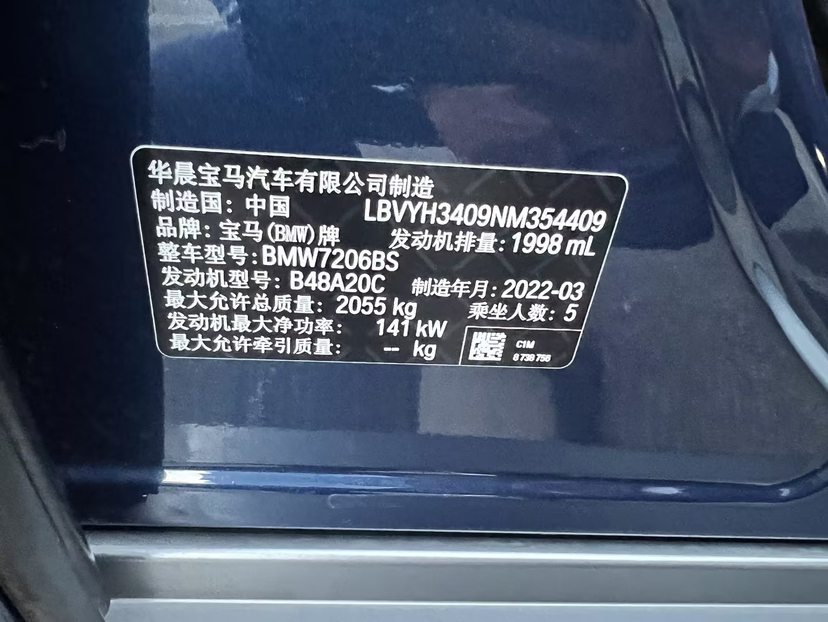 华晨宝马汽车有限公司制造
制造国：中国 LBVYH3409NM354409
品牌：宝马(BMW)牌 发动机排量：1998 mL
整车型号：BMW7206BS
发动机型号：B48A20C 制造年月：2022-03
最大允许总质量：2055 kg 乘坐人数：5
发动机最大净功率：141 kW
最大允许牵引质量：-- kg
C1M
8 738 756